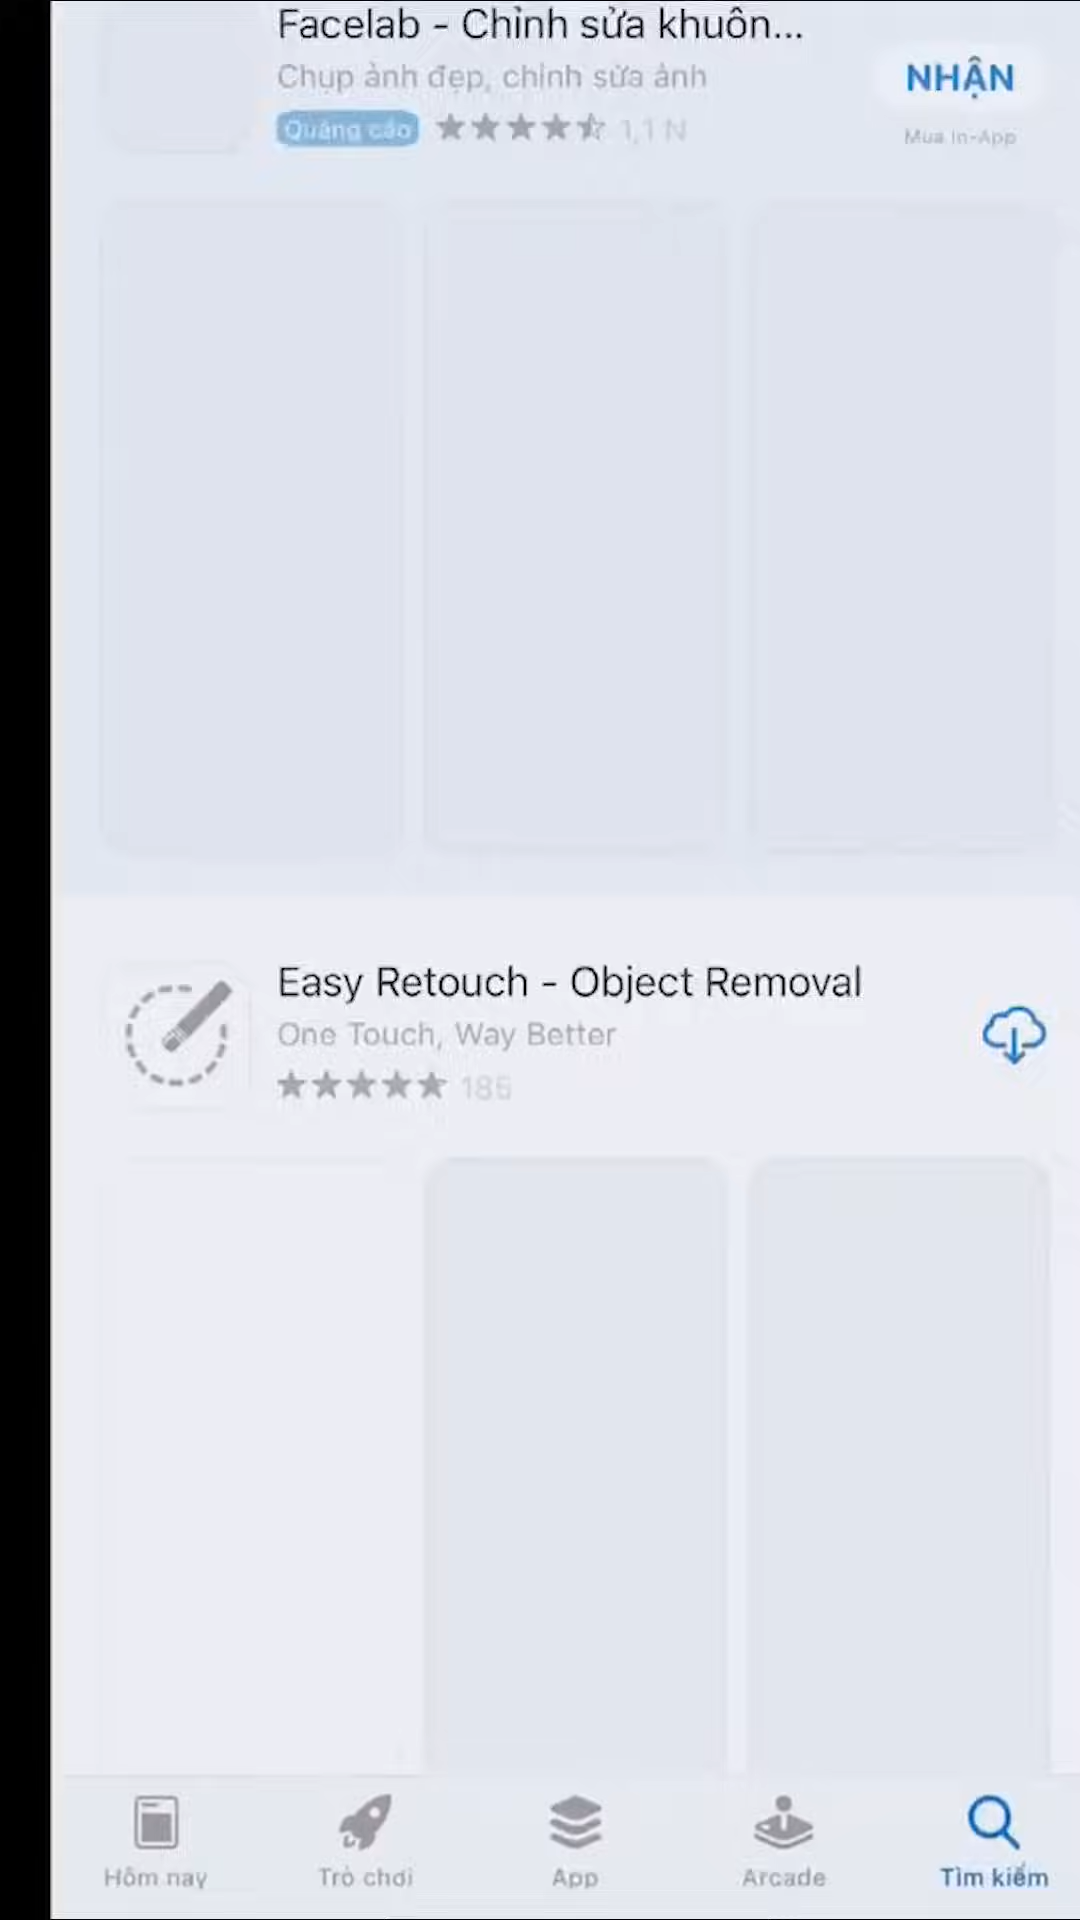 Facelab - Chỉnh sửa khuôn...
Chụp ảnh đẹp, chỉnh sửa ảnh
NHẬN
Quảng cáo
1,1 N
Mua In-App
Easy Retouch - Object Removal
One Touch, Way Better
185
Hôm nay
Trò chơi
App
Arcade
Tìm kiếm